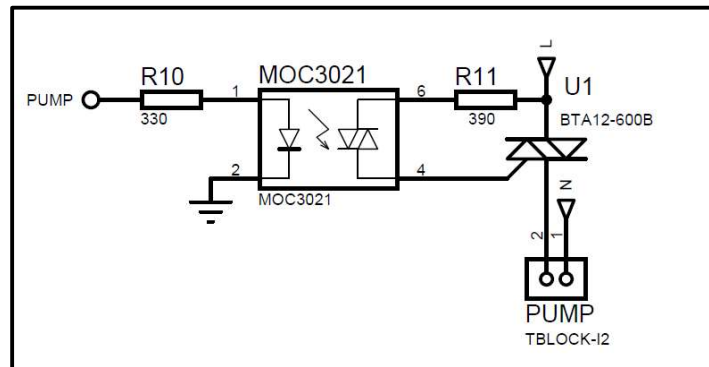 R10
PUMP
330
1
2
MOC3021
MOC3021
6
4
R11
390
L
U1
BTA12-600B
N
2
1
PUMP
TBLOCK-I2